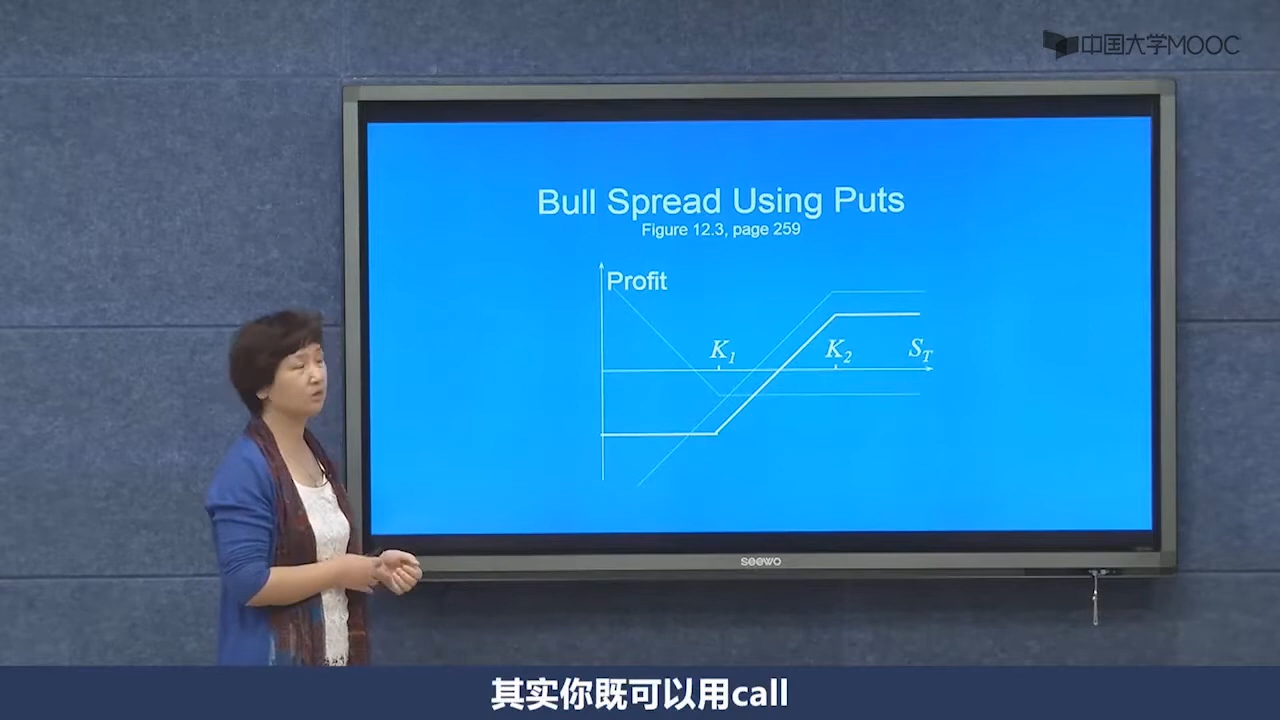 中国大学MOOC
Bull Spread Using Puts
Figure 12.3, page 259
Profit
K1 K2 ST
seewo
其实你既可以用call